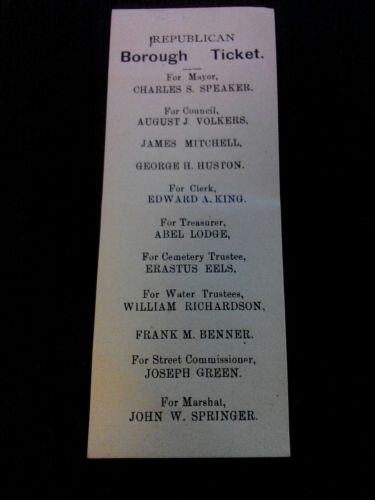 REPUBLICAN
Borough Ticket.
For Mayor,
CHARLES S. SPEAKER.
For Council,
AUGUST J. VOLKERS,
JAMES MITCHELL,
GEORGE H. HUSTON.
For Clerk,
EDWARD A. KING.
For Treasurer,
ABEL LODGE,
For Cemetery Trustee,
ERASTUS EELS,
For Water Trustees,
WILLIAM RICHARDSON,
FRANK M. BENNER.
For Street Commissioner,
JOSEPH GREEN.
For Marshal,
JOHN W. SPRINGER.